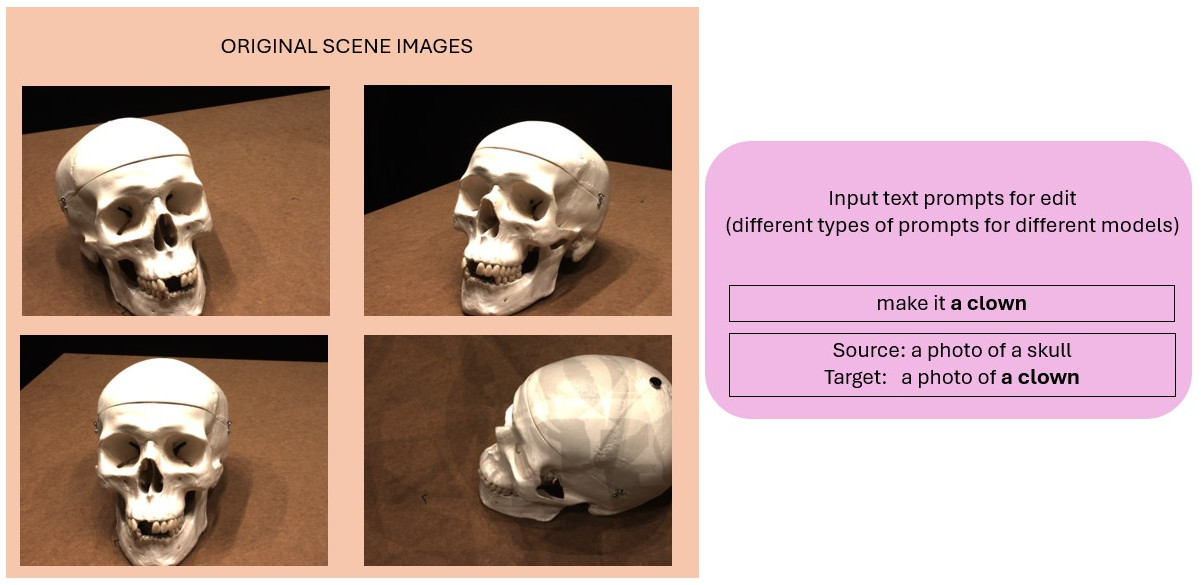 ORIGINAL SCENE IMAGES
Input text prompts for edit
(different types of prompts for different models)
make it a clown
Source: a photo of a skull
Target: a photo of a clown